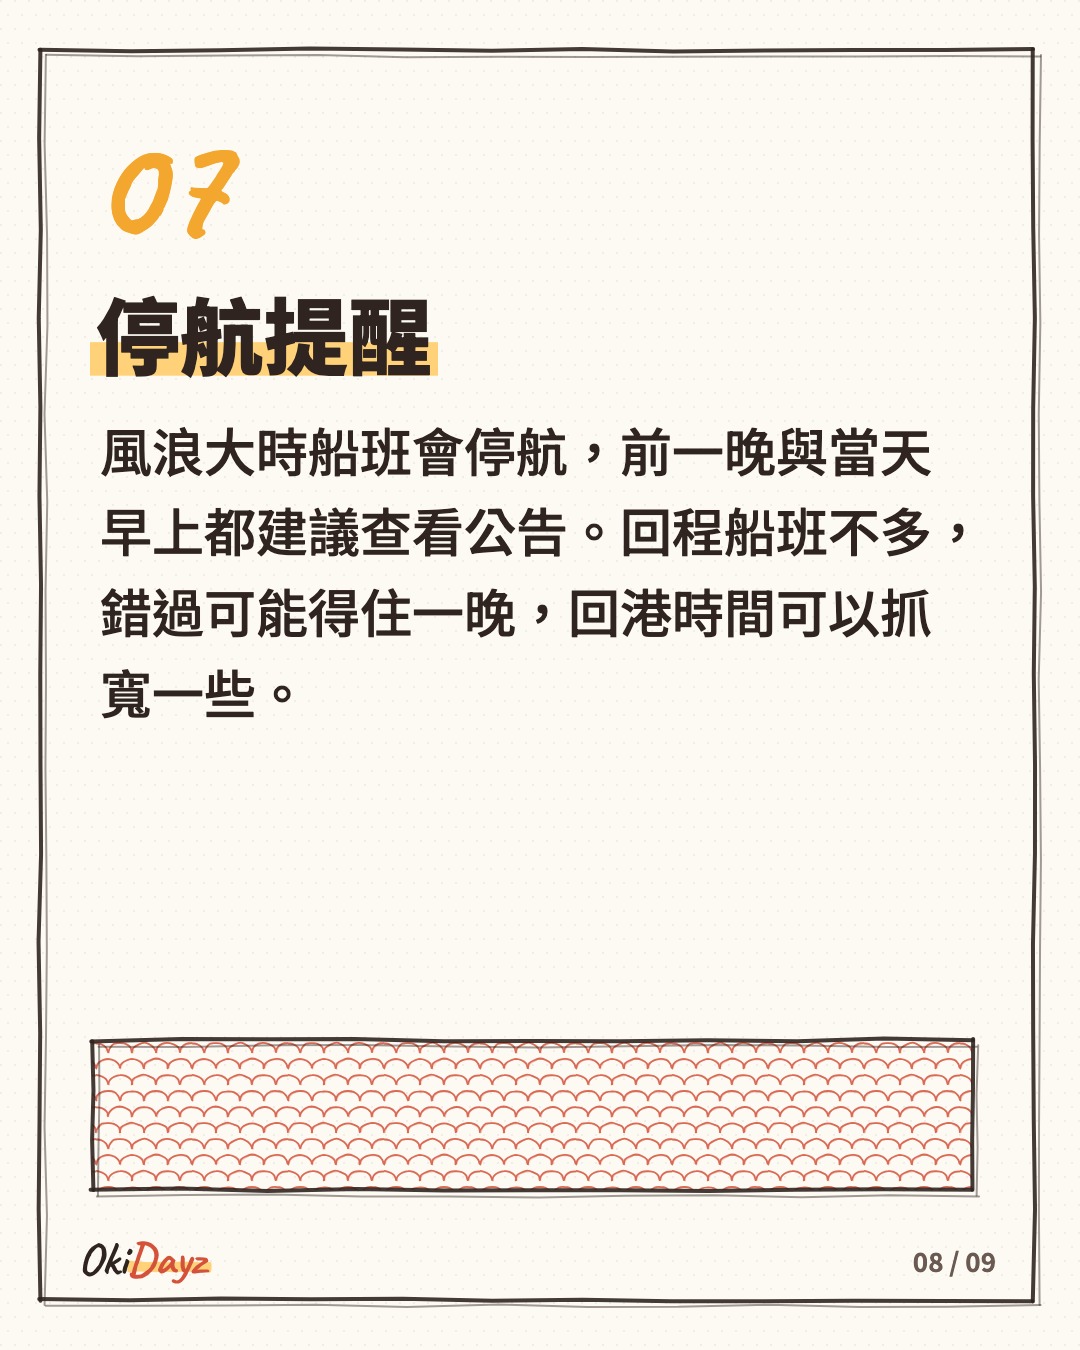 07
停航提醒
風浪大時船班會停航，前一晚與當天
早上都建議查看公告。回程船班不多，
錯過可能得住一晚，回港時間可以抓
寬一些。
OkiDayz
08 / 09